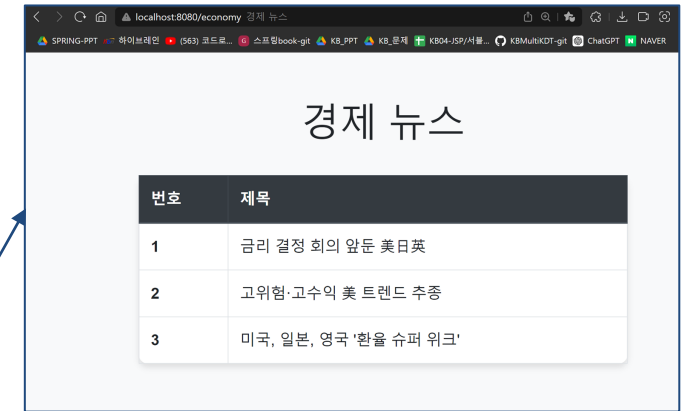 localhost:8080/economy 경제 뉴스
SPRING-PPT 하이브레인 (563) 코드로... 스프링book-git KB_PPT KB_문제 KB04-JSP/서블... KBMultiKDT-git ChatGPT NAVER
경제 뉴스
번호 제목
1 금리 결정 회의 앞둔 美日英
2 고위험·고수익 美 트렌드 추종
3 미국, 일본, 영국 '환율 슈퍼 위크'